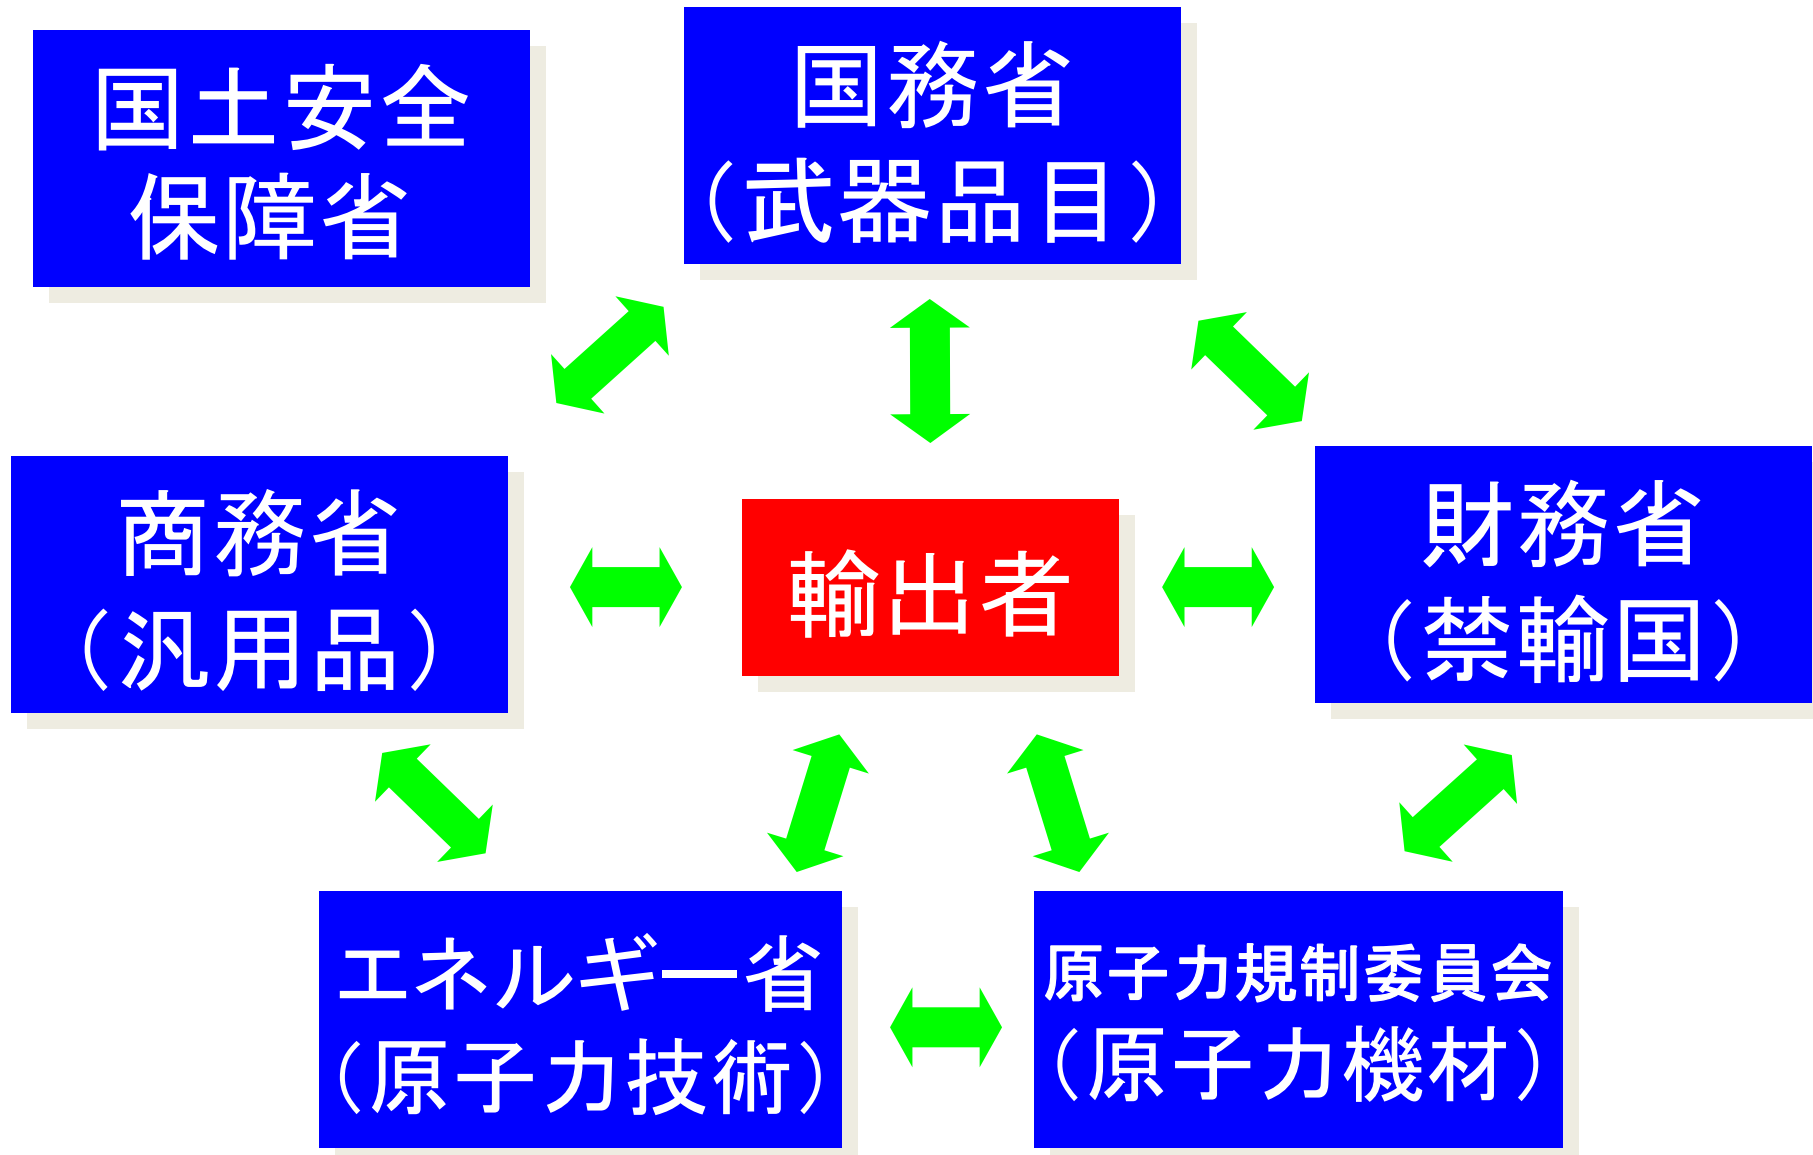 国土安全
保障省
国務省
（武器品目）
商務省
（汎用品）
輸出者
財務省
（禁輸国）
エネルギー省
（原子力技術）
原子力規制委員会
（原子力機材）